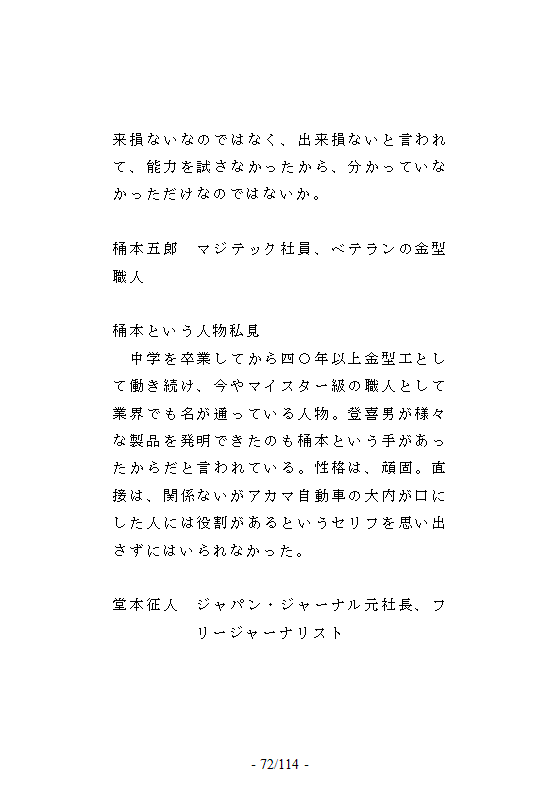 来損ないなのではなく、出来損ないと言われ
て、能力を試さなかったから、分かっていな
かっただけなのではないか。
桶本五郎　マジテック社員、ベテランの金型
職人
桶本という人物私見
　中学を卒業してから四〇年以上金型工とし
て働き続け、今やマイスター級の職人として
業界でも名が通っている人物。登喜男が様々
な製品を発明できたのも桶本という手があっ
たからだと言われている。性格は、頑固。直
接は、関係ないがアカマ自動車の大内が口に
した人には役割があるというセリフを思い出
さずにはいられなかった。
堂本征人　ジャパン・ジャーナル元社長、フ
リージャーナリスト
- 72/114 -